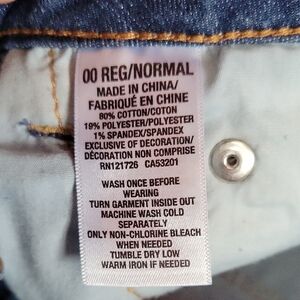 00 REG/NORMAL
MADE IN CHINA/
FABRIQUÉ EN CHINE
80% COTTON/COTON
19% POLYESTER/POLYESTER
1% SPANDEX/SPANDEX
EXCLUSIVE OF DECORATION/
DÉCORATION NON COMPRISE
RN121726 CA53201
WASH ONCE BEFORE
WEARING
TURN GARMENT INSIDE OUT
MACHINE WASH COLD
SEPARATELY
ONLY NON-CHLORINE BLEACH
WHEN NEEDED
TUMBLE DRY LOW
WARM IRON IF NEEDED